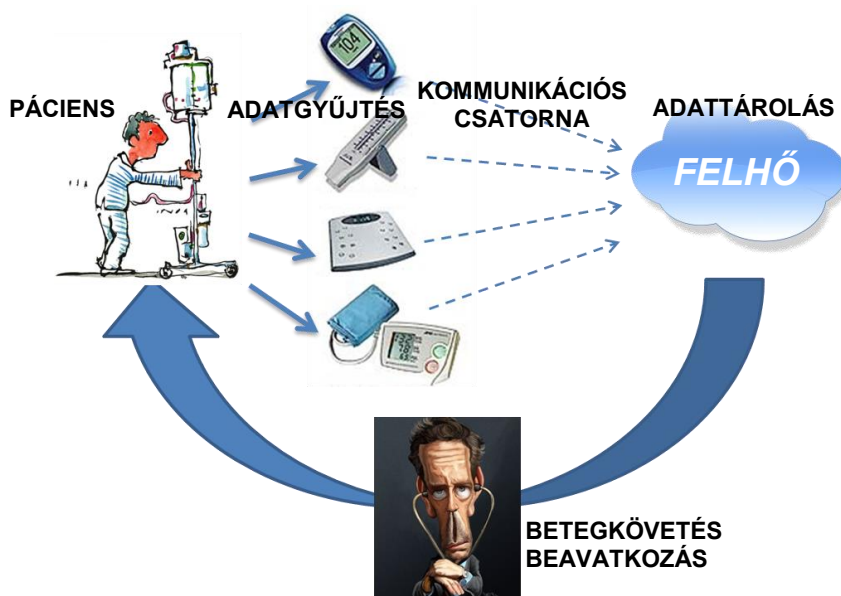 PÁCIENS
ADATGYŰJTÉS
KOMMUNIKÁCIÓS
CSATORNA
ADATTÁROLÁS
104
FELHŐ
BETEGKÖVETÉS
BEAVATKOZÁS